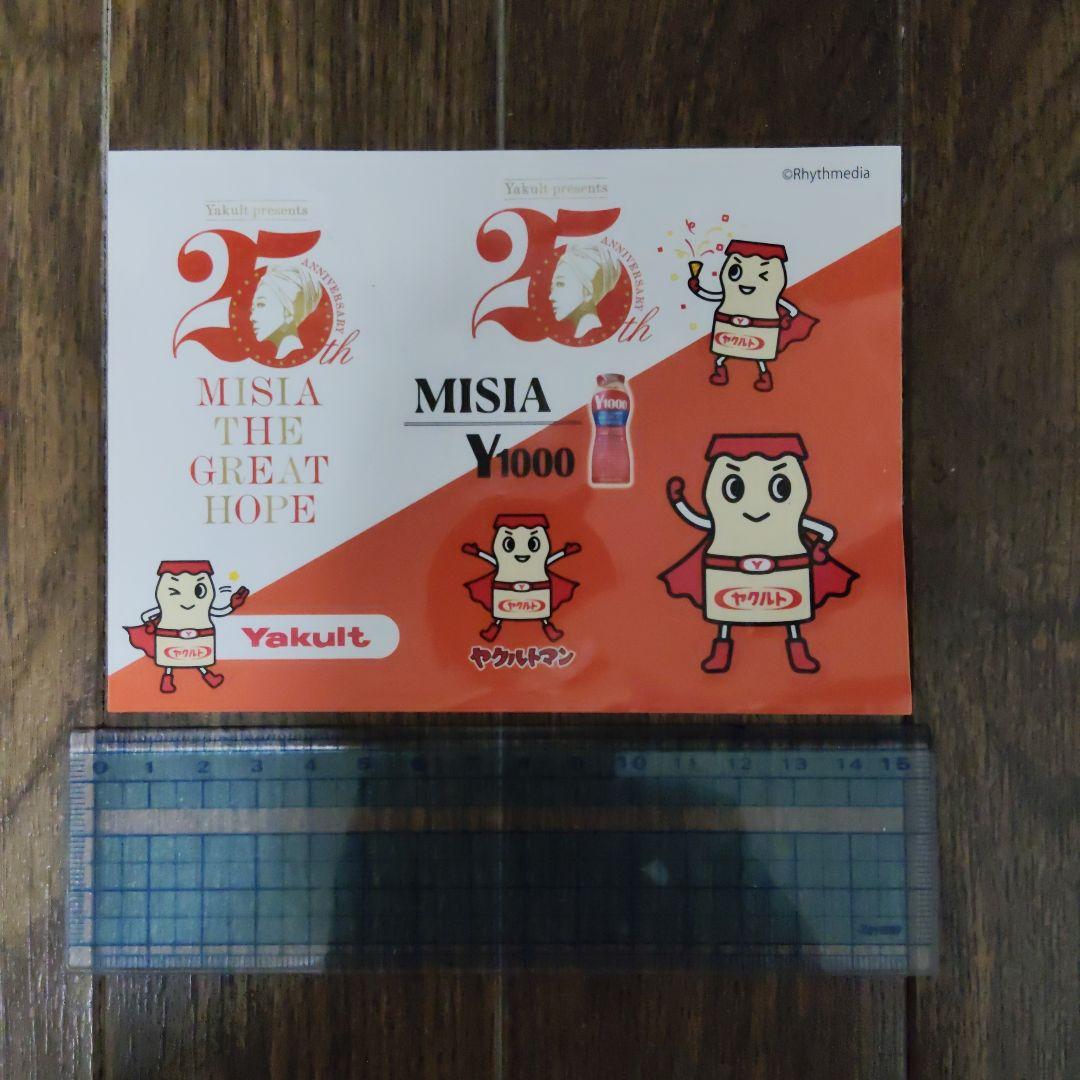 ©Rhythmedia
Yakult presents
25th
ANNIVERSARY
MISIA
THE
GREAT
HOPE
Yakult presents
25th
ANNIVERSARY
MISIA
Y1000
Y1000
Y
ヤクルト
Y
ヤクルト
Y
ヤクルト
ヤクルトマン
Y
ヤクルト
Yakult
0 1 2 3 4 5 6 7 8 9 10 11 12 13 14 15